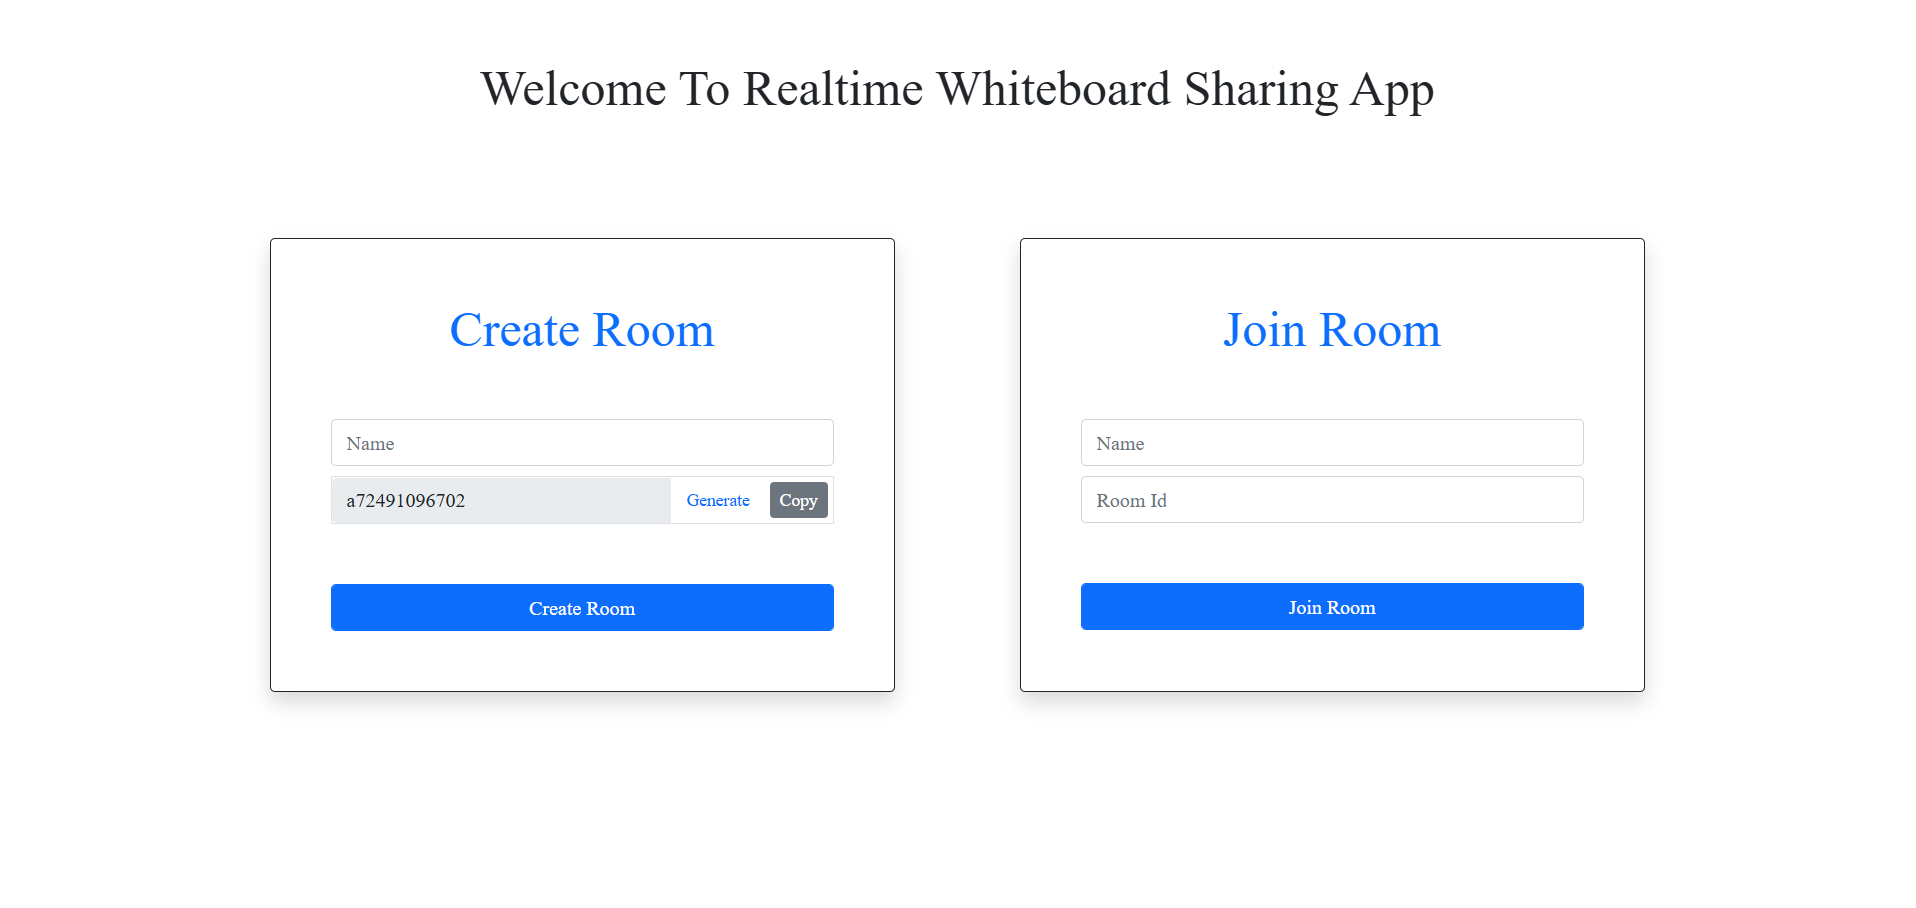 Welcome To Realtime Whiteboard Sharing App
Create Room
Name
a72491096702 Generate Copy
Create Room
Join Room
Name
Room Id
Join Room